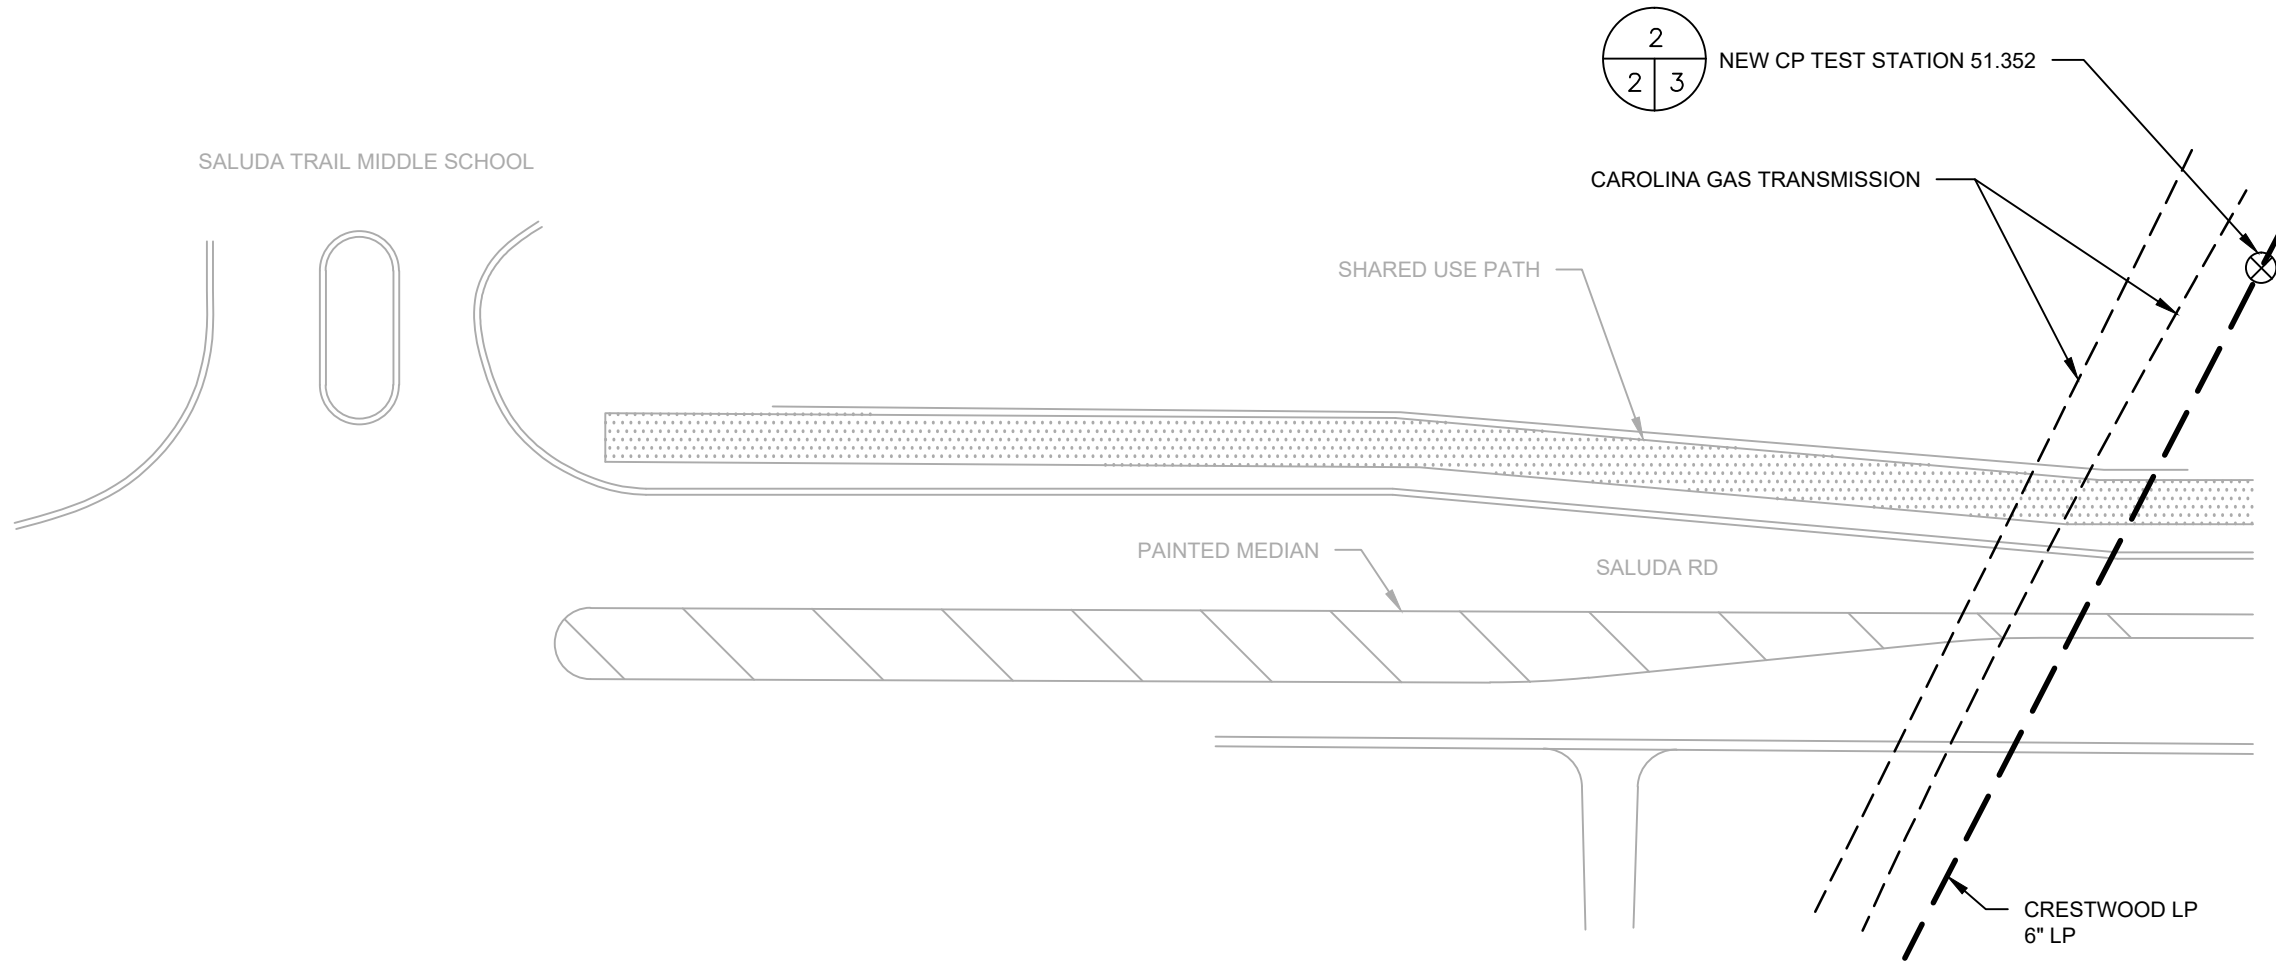 2
2 3
NEW CP TEST STATION 51.352
SALUDA TRAIL MIDDLE SCHOOL
CAROLINA GAS TRANSMISSION
SHARED USE PATH
PAINTED MEDIAN
SALUDA RD
CRESTWOOD LP
6" LP